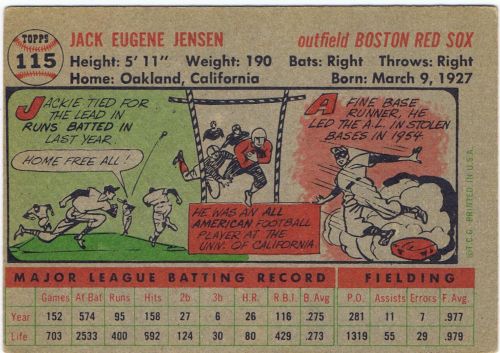 TOPPS
115
JACK EUGENE JENSEN outfield BOSTON RED SOX
Height: 5' 11" Weight: 190 Bats: Right Throws: Right
Home: Oakland, California Born: March 9, 1927
JACKIE TIED FOR
THE LEAD IN
RUNS BATTED IN
LAST YEAR.
HOME FREE ALL!
HE WAS AN ALL
AMERICAN FOOTBALL
PLAYER AT THE
UNIV. OF CALIFORNIA.
A FINE BASE
RUNNER, HE
LED THE A.L. IN STOLEN
BASES IN 1954.
©T.C.G. PRINTED IN U.S.A.
MAJOR LEAGUE BATTING RECORD FIELDING
Games At-Bat Runs Hits 2b 3b H.R. R.B.I. B.Avg P.O. Assists Errors F.Avg.
Year 152 574 95 158 27 6 26 116 .275 281 11 7 .977
Life 703 2533 400 692 124 30 80 429 .273 1319 55 29 .979